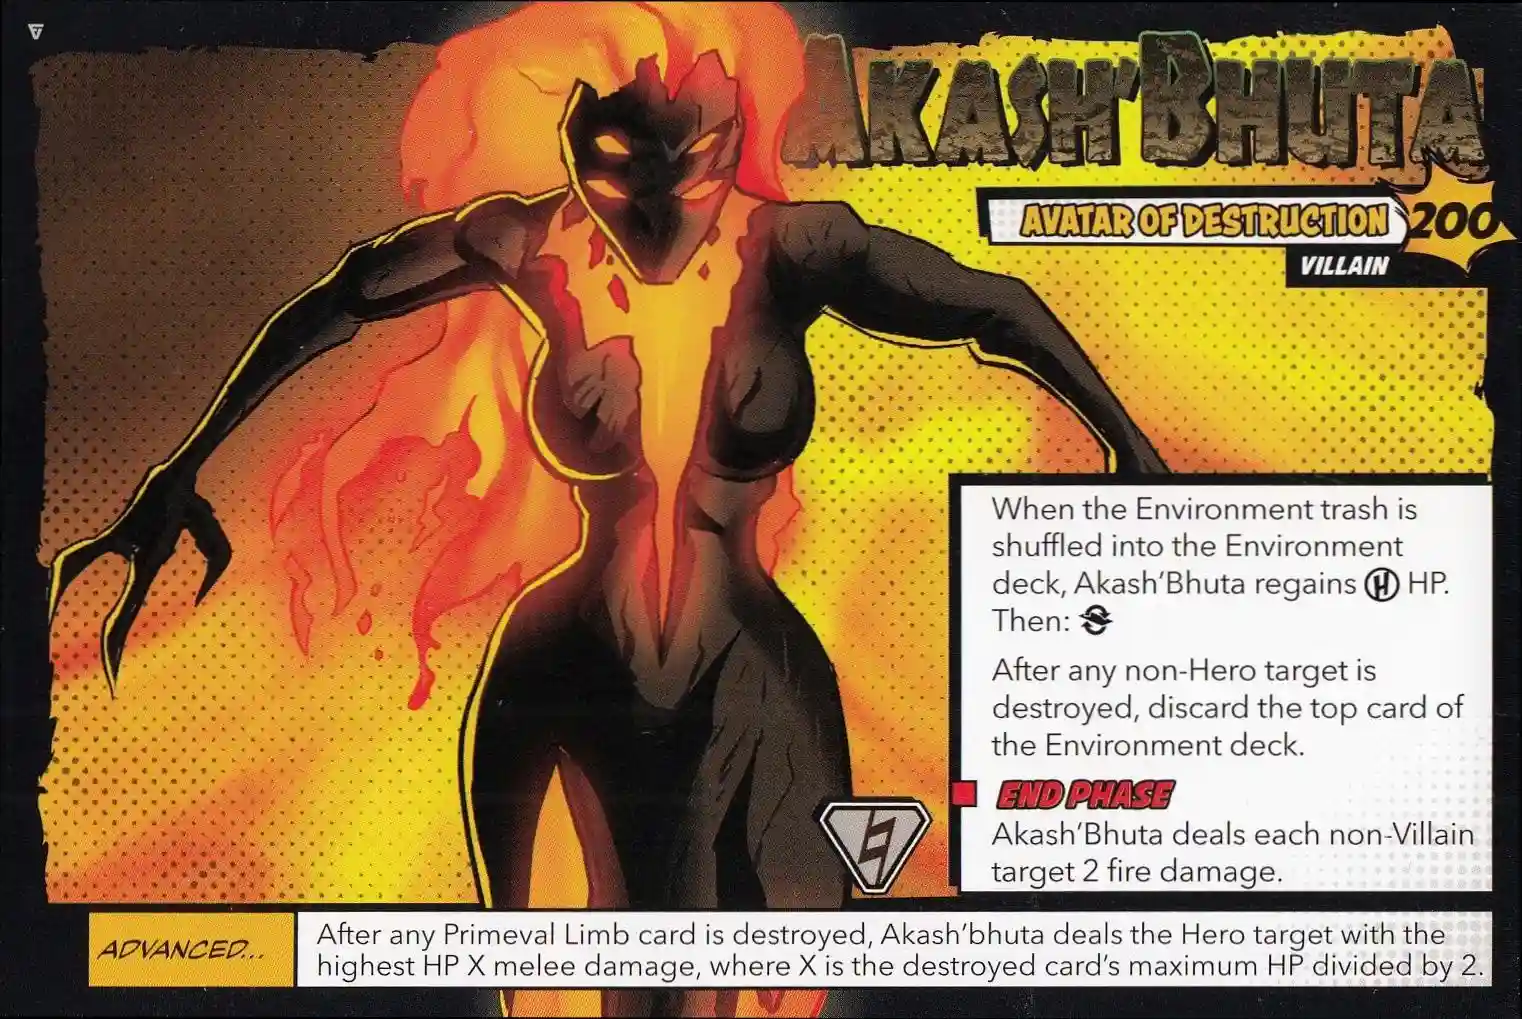 AKASH'BHUTA
AVATAR OF DESTRUCTION 200
VILLAIN
When the Environment trash is
shuffled into the Environment
deck, Akash'Bhuta regains H HP.
Then:
After any non-Hero target is
destroyed, discard the top card of
the Environment deck.
END PHASE
Akash'Bhuta deals each non-Villain
target 2 fire damage.
ADVANCED...
After any Primeval Limb card is destroyed, Akash'bhuta deals the Hero target with the
highest HP X melee damage, where X is the destroyed card's maximum HP divided by 2.